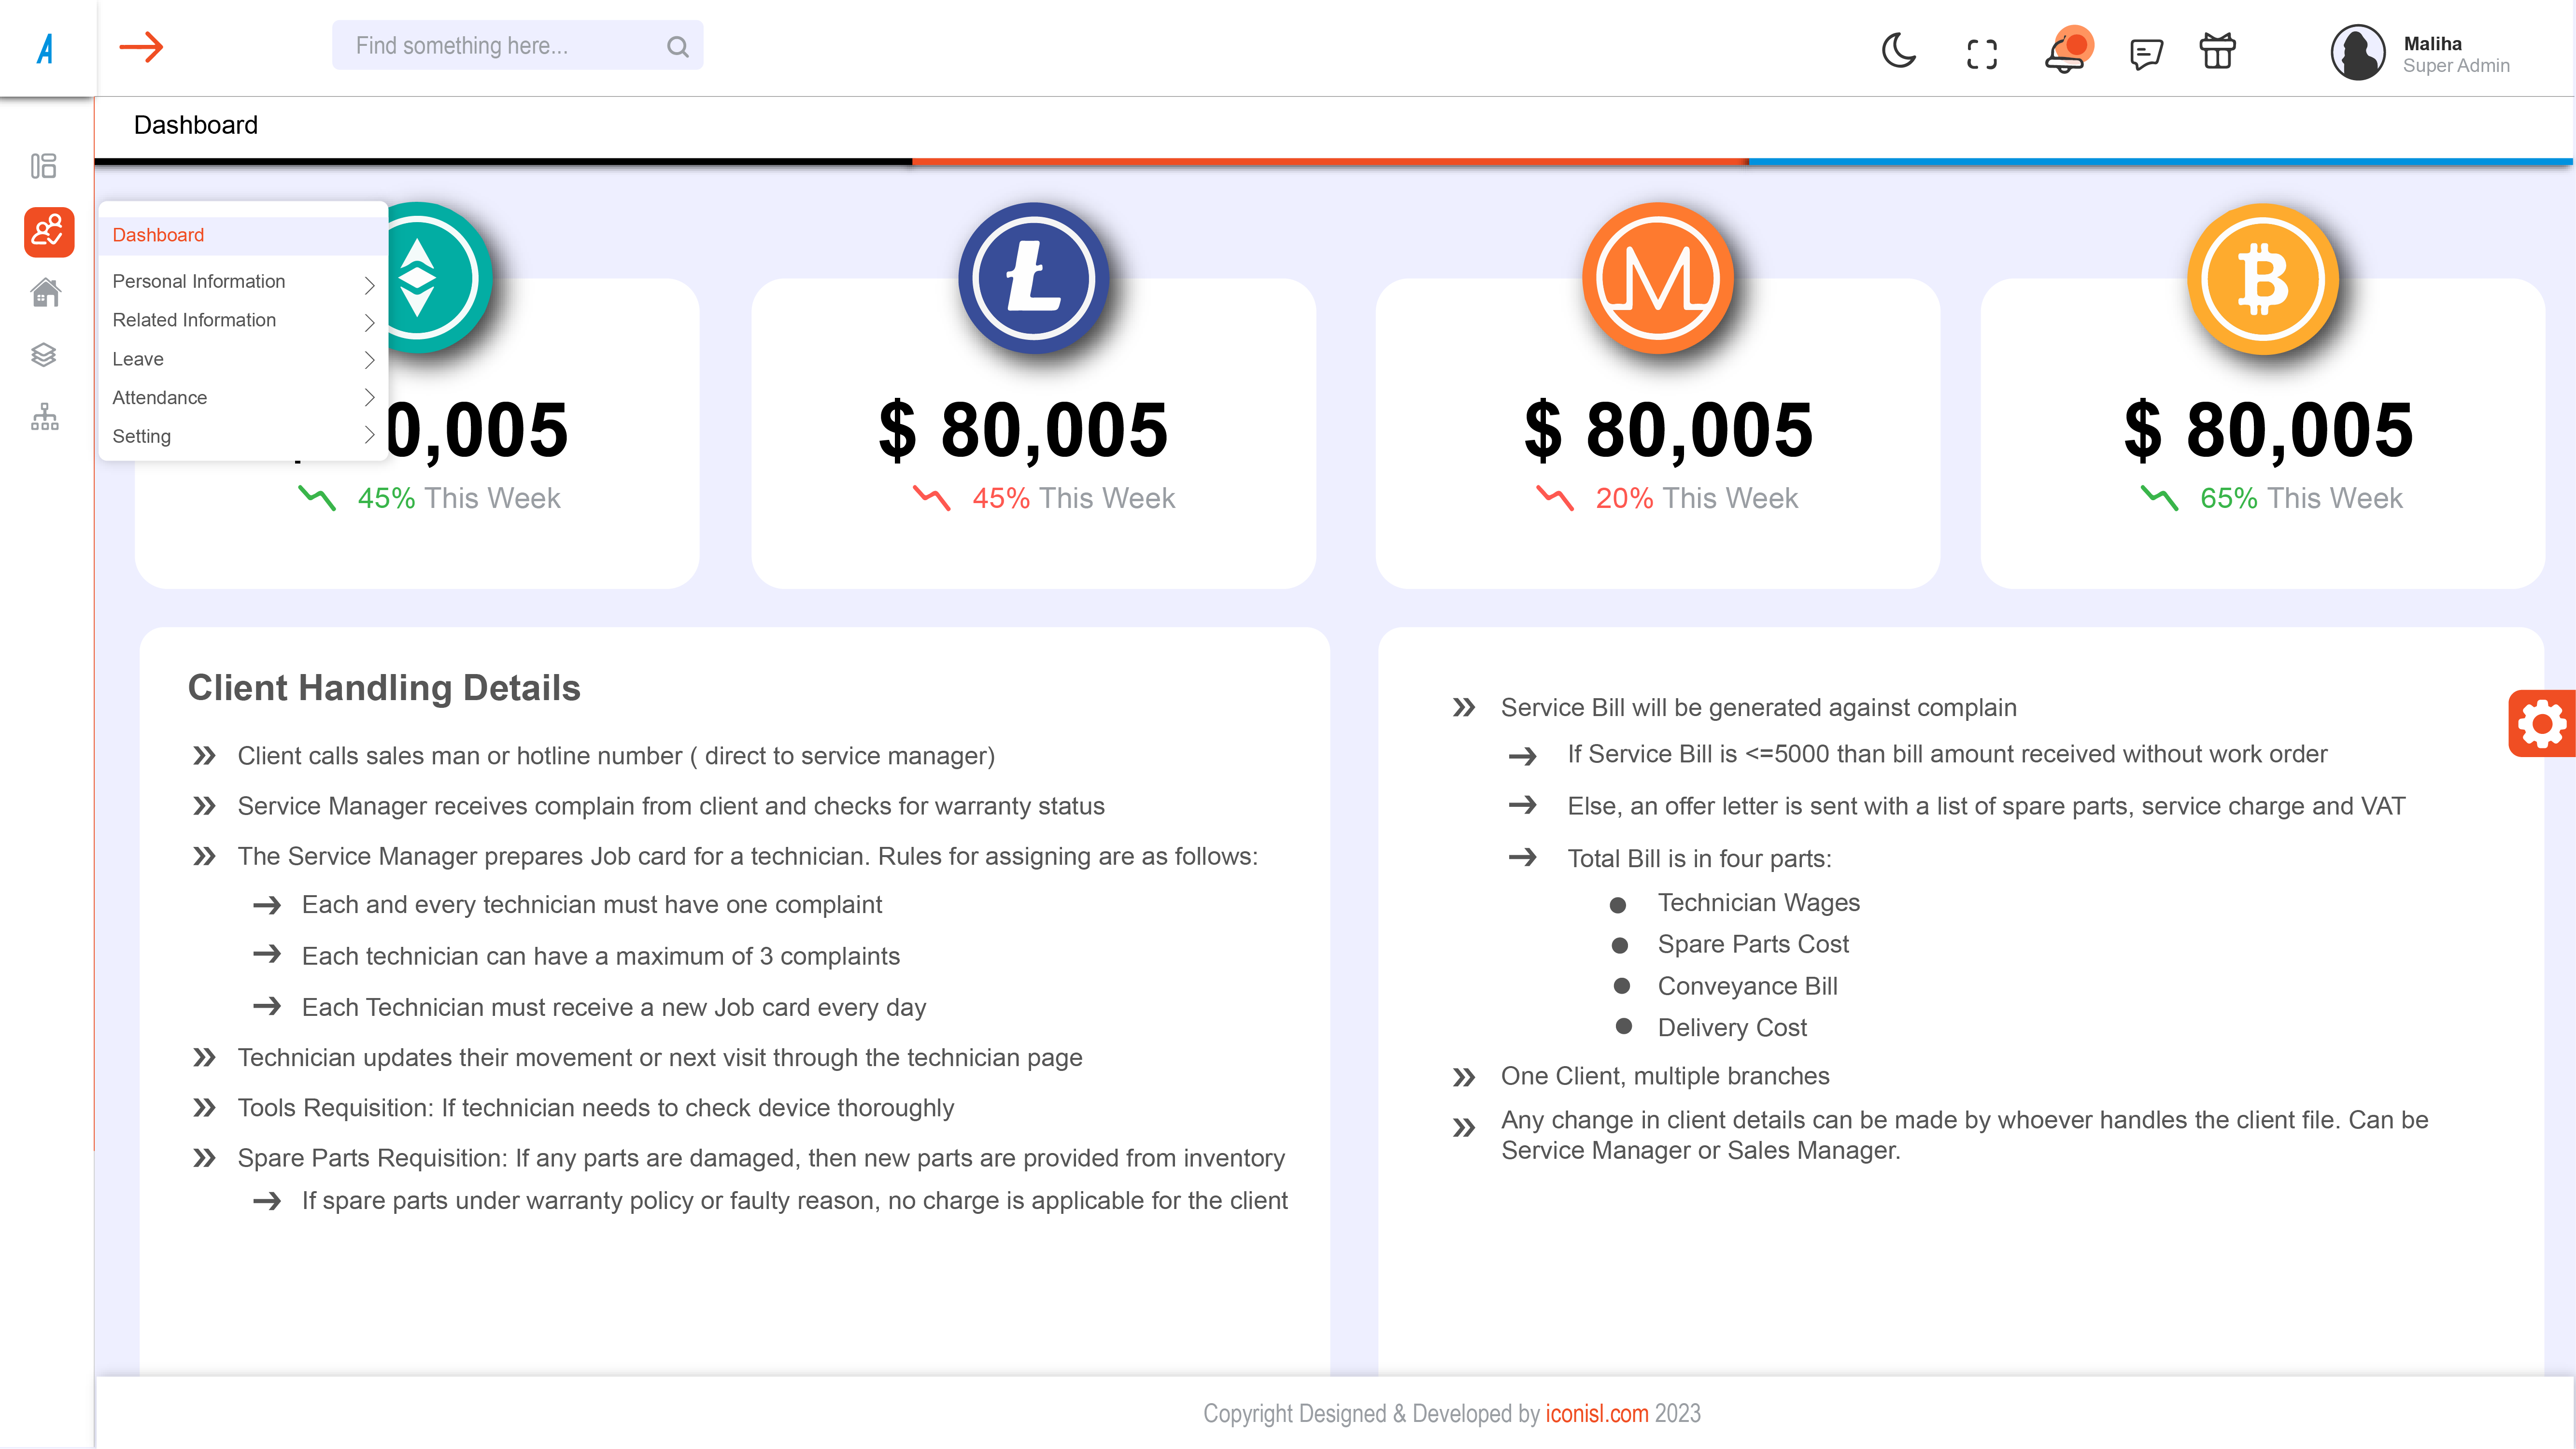 A
Find something here...
Maliha
Super Admin
Dashboard
Dashboard
Personal Information
Related Information
Leave
Attendance
Setting
0,005
45% This Week
$ 80,005
45% This Week
$ 80,005
20% This Week
$ 80,005
65% This Week
Client Handling Details
Client calls sales man or hotline number ( direct to service manager)
Service Manager receives complain from client and checks for warranty status
The Service Manager prepares Job card for a technician. Rules for assigning are as follows:
Each and every technician must have one complaint
Each technician can have a maximum of 3 complaints
Each Technician must receive a new Job card every day
Technician updates their movement or next visit through the technician page
Tools Requisition: If technician needs to check device thoroughly
Spare Parts Requisition: If any parts are damaged, then new parts are provided from inventory
If spare parts under warranty policy or faulty reason, no charge is applicable for the client
Service Bill will be generated against complain
If Service Bill is <=5000 than bill amount received without work order
Else, an offer letter is sent with a list of spare parts, service charge and VAT
Total Bill is in four parts:
Technician Wages
Spare Parts Cost
Conveyance Bill
Delivery Cost
One Client, multiple branches
Any change in client details can be made by whoever handles the client file. Can be
Service Manager or Sales Manager.
Copyright Designed & Developed by iconisl.com 2023